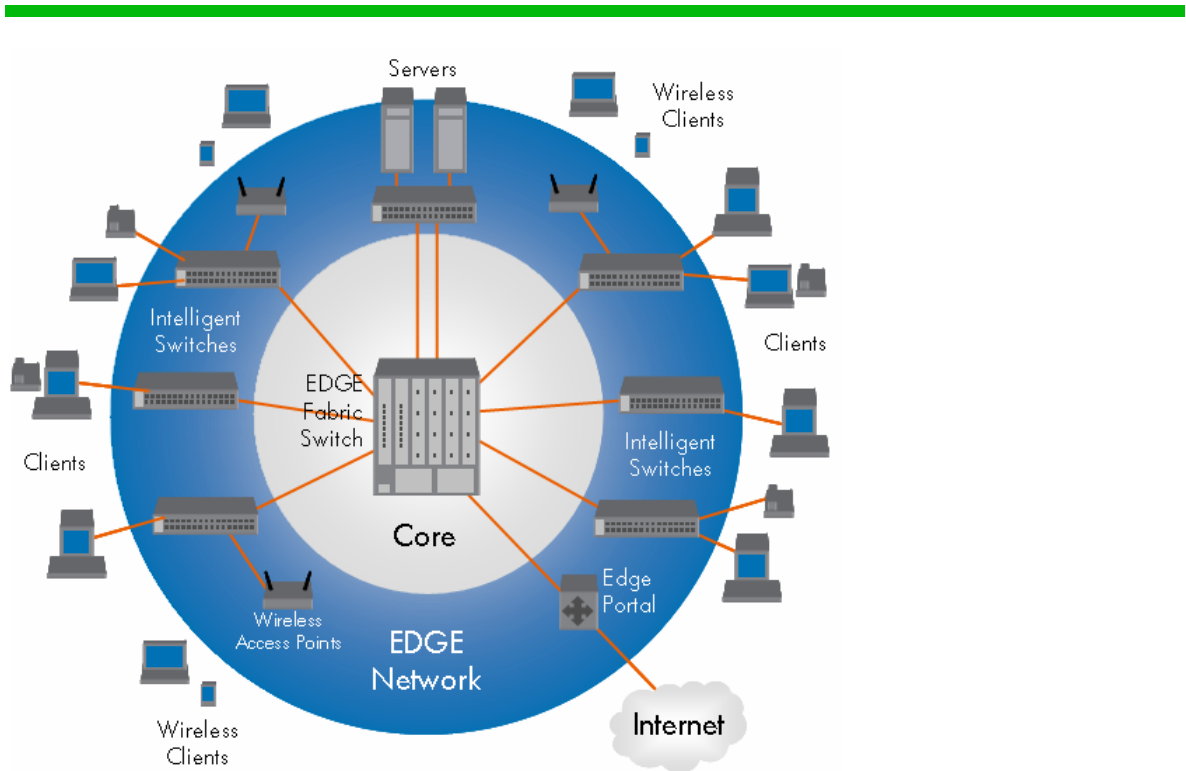 Servers
Wireless
Clients
Intelligent
Switches
Clients
EDGE
Fabric
Switch
Intelligent
Switches
Clients
Core
Edge
Portal
Wireless
Access Points
EDGE
Network
Internet
Wireless
Clients